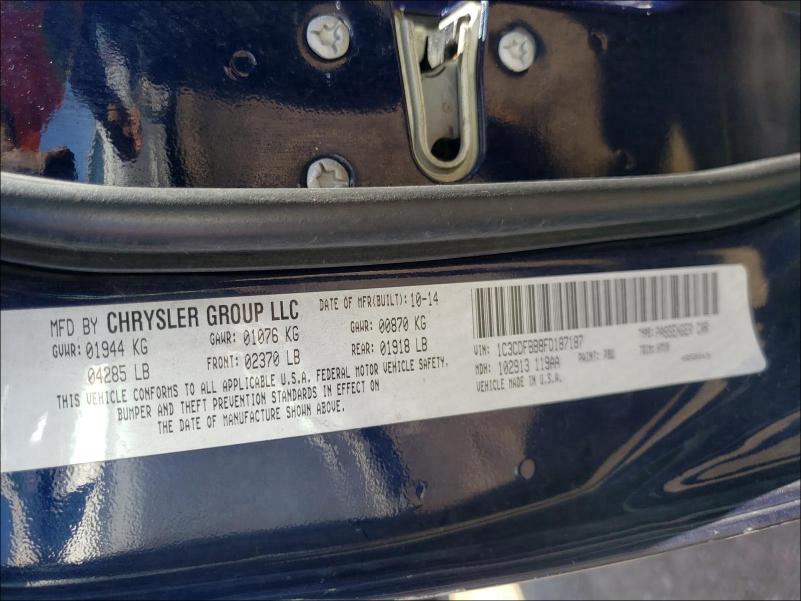 MFD BY CHRYSLER GROUP LLC DATE OF MFR(BUILT): 10-14
GVWR: 01944 KG GAWR: 01076 KG GAWR: 00870 KG
04285 LB FRONT: 02370 LB REAR: 01918 LB
THIS VEHICLE CONFORMS TO ALL APPLICABLE U.S.A. FEDERAL MOTOR VEHICLE SAFETY,
BUMPER AND THEFT PREVENTION STANDARDS IN EFFECT ON
THE DATE OF MANUFACTURE SHOWN ABOVE.
VIN: 1C3CDFBB8FD187187 TYPE: PASSENGER CAR
MDH: 102913 119AA PAINT: PBU TRIM:
VEHICLE MADE IN U.S.A.